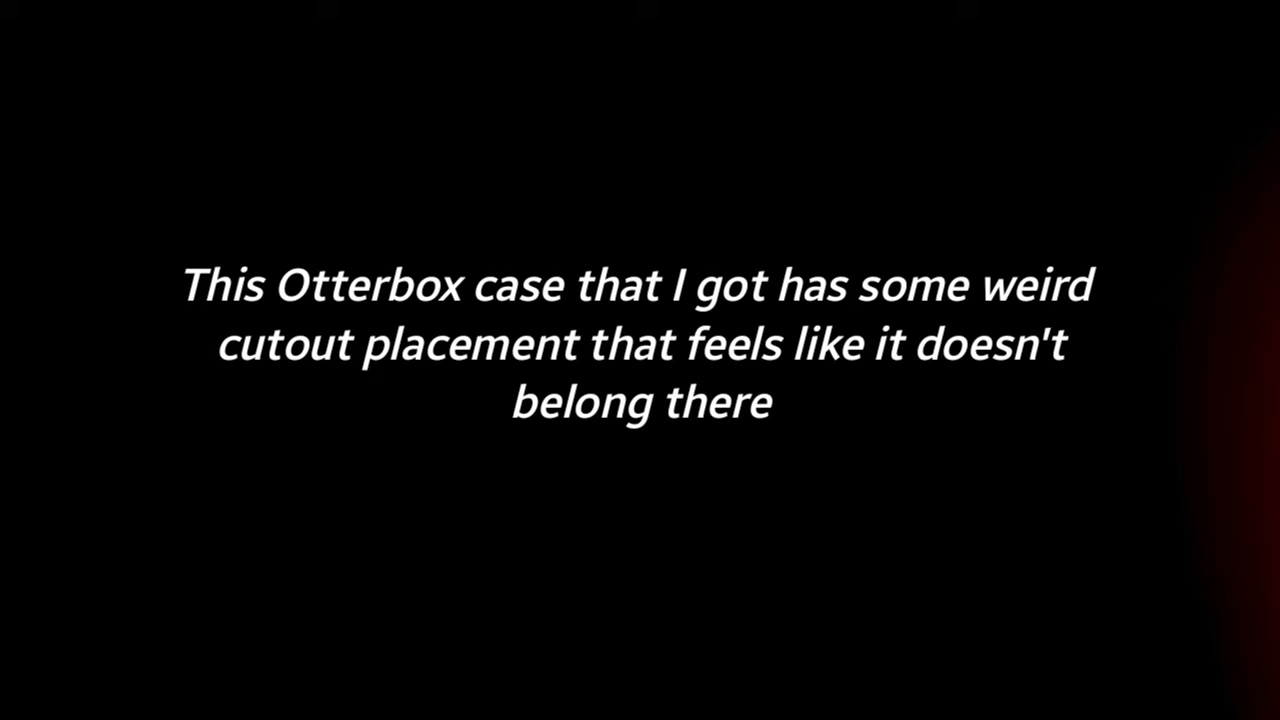 This Otterbox case that I got has some weird
cutout placement that feels like it doesn't
belong there